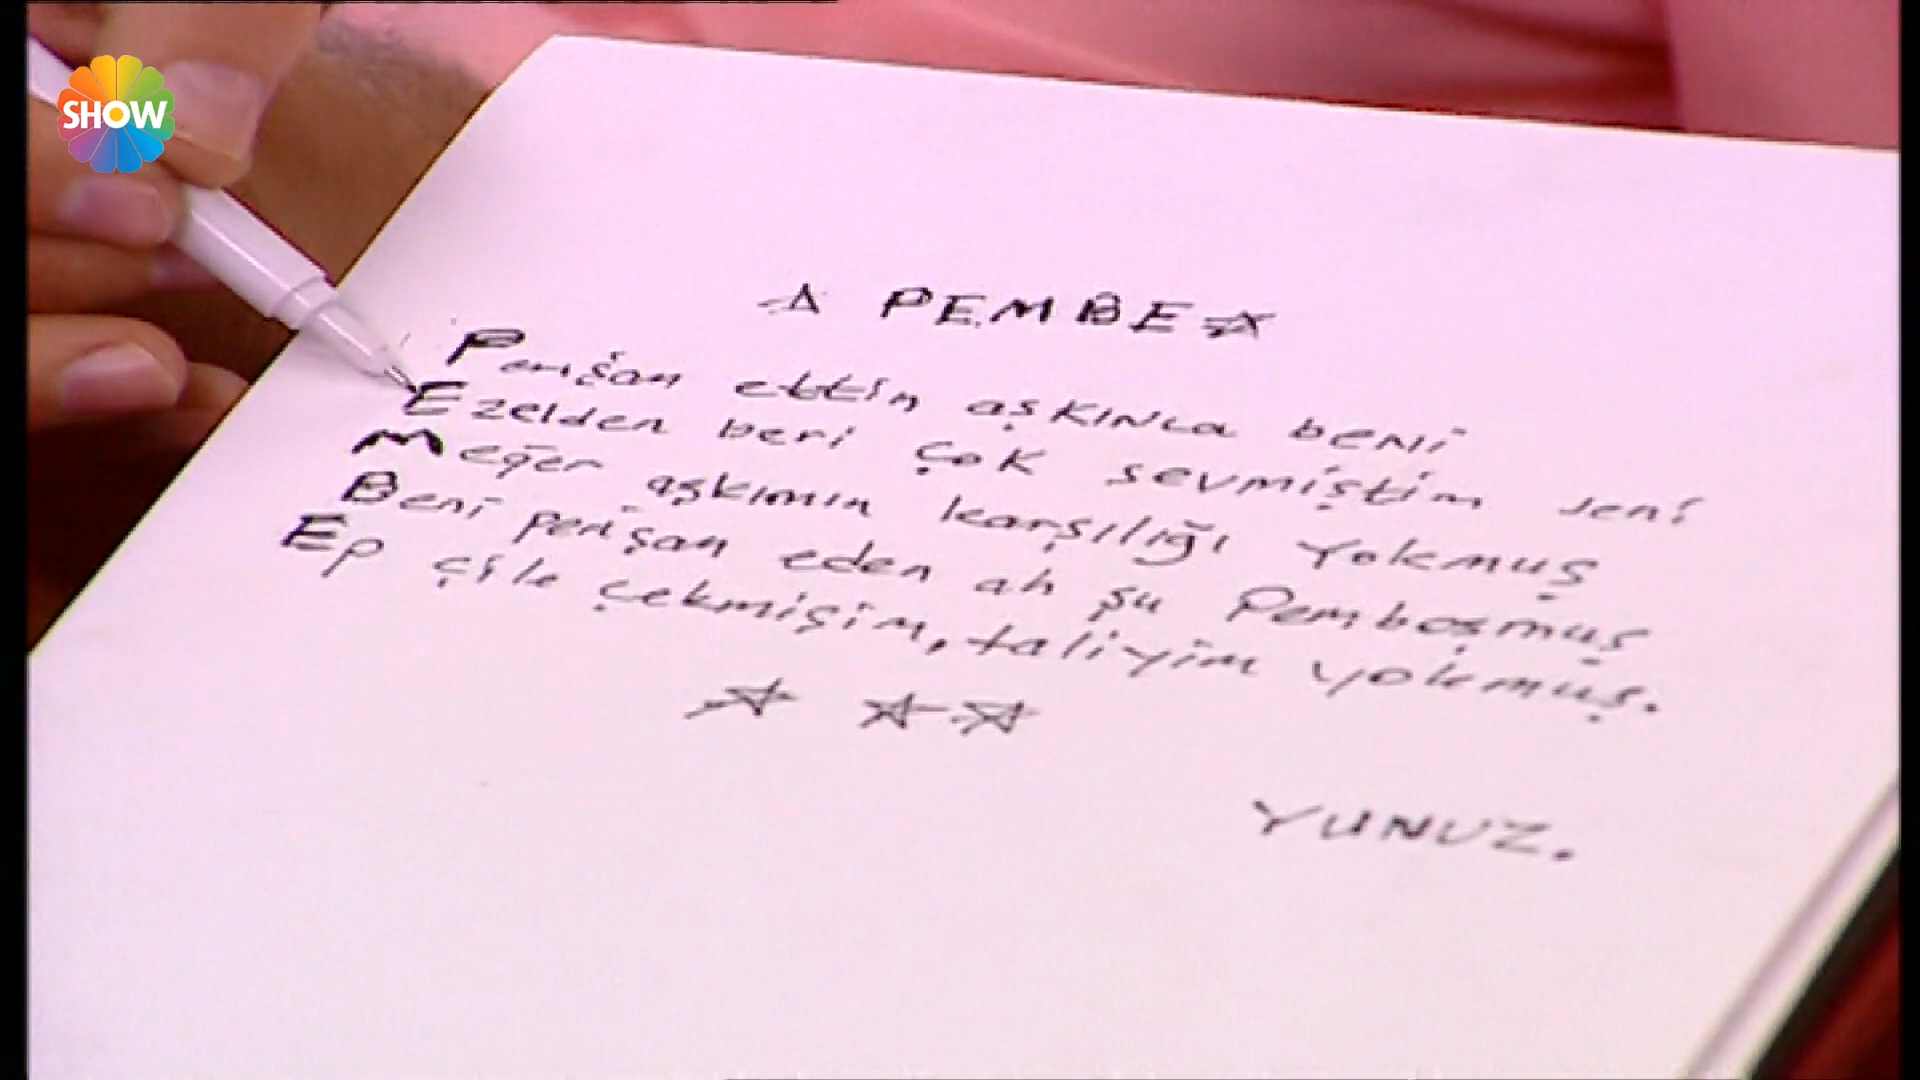 SHOW
PEMBE
Perişan ettin aşkınla beni
Ezelden beri çok sevmiştim seni
Meğer aşkımın karşılığı yokmuş
Beni perişan eden ah şu Pemboşmuş
Ep çile çekmişim, taliyim yokmuş.
YUNUZ.